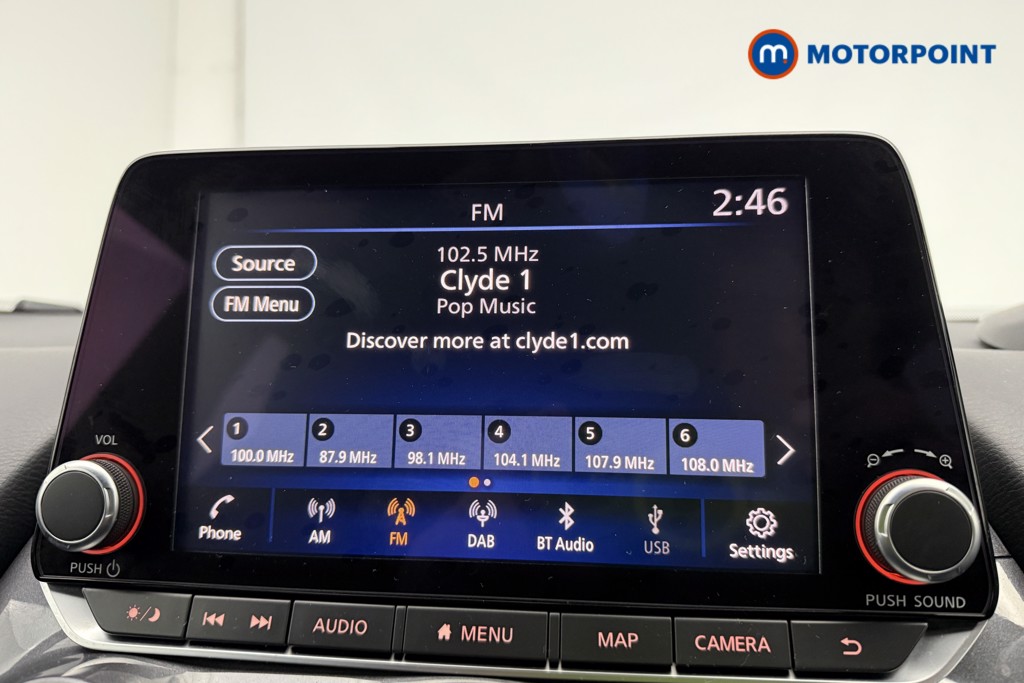 m MOTORPOINT
FM 2:46
Source
FM Menu
102.5 MHz
Clyde 1
Pop Music
Discover more at clyde1.com
1 2 3 4 5 6
100.0 MHz 87.9 MHz 98.1 MHz 104.1 MHz 107.9 MHz 108.0 MHz
Phone AM FM DAB BT Audio USB Settings
VOL
PUSH
PUSH SOUND
AUDIO MENU MAP CAMERA